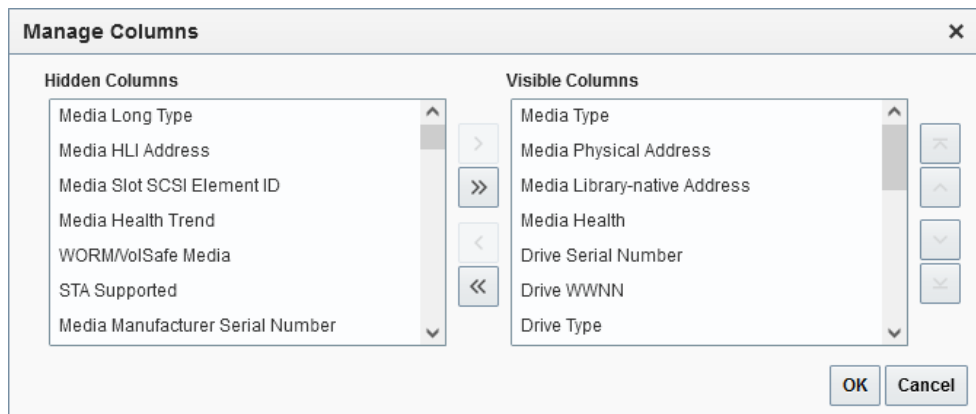 Manage Columns
Hidden Columns
Media Long Type
Media HLI Address
Media Slot SCSI Element ID
Media Health Trend
WORM/VolSafe Media
STA Supported
Media Manufacturer Serial Number
Visible Columns
Media Type
Media Physical Address
Media Library-native Address
Media Health
Drive Serial Number
Drive WWNN
Drive Type
OK
Cancel